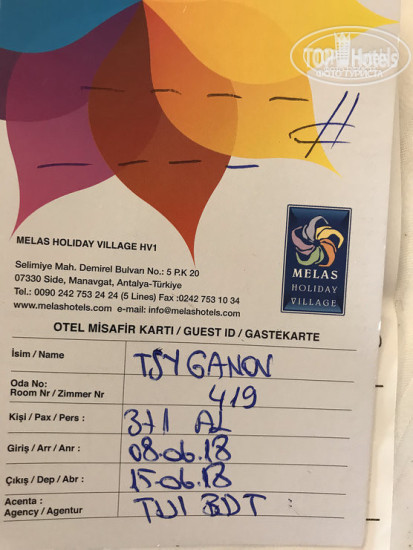 TOP Hotels
ФОТО ТУРИСТА
#
MELAS HOLIDAY VILLAGE HV1
MELAS
HOLIDAY
VILLAGE
Selimiye Mah. Demirel Bulvarı No.: 5 P.K 20
07330 Side, Manavgat, Antalya-Türkiye
Tel.: 0090 242 753 24 24 (5 Lines) Fax :0242 753 10 34
www.melashotels.com e-mail: info@melashotels.com
OTEL MİSAFİR KARTI / GUEST ID / GASTEKARTE
İsim / Name TSYGANOV
Oda No:
Room Nr / Zimmer Nr 419
Kişi / Pax / Pers : 3+1 AL
Giriş / Arr / Anr : 08.06.18
Çıkış / Dep / Abr : 15.06.18
Acenta :
Agency / Agentur TUI BDT